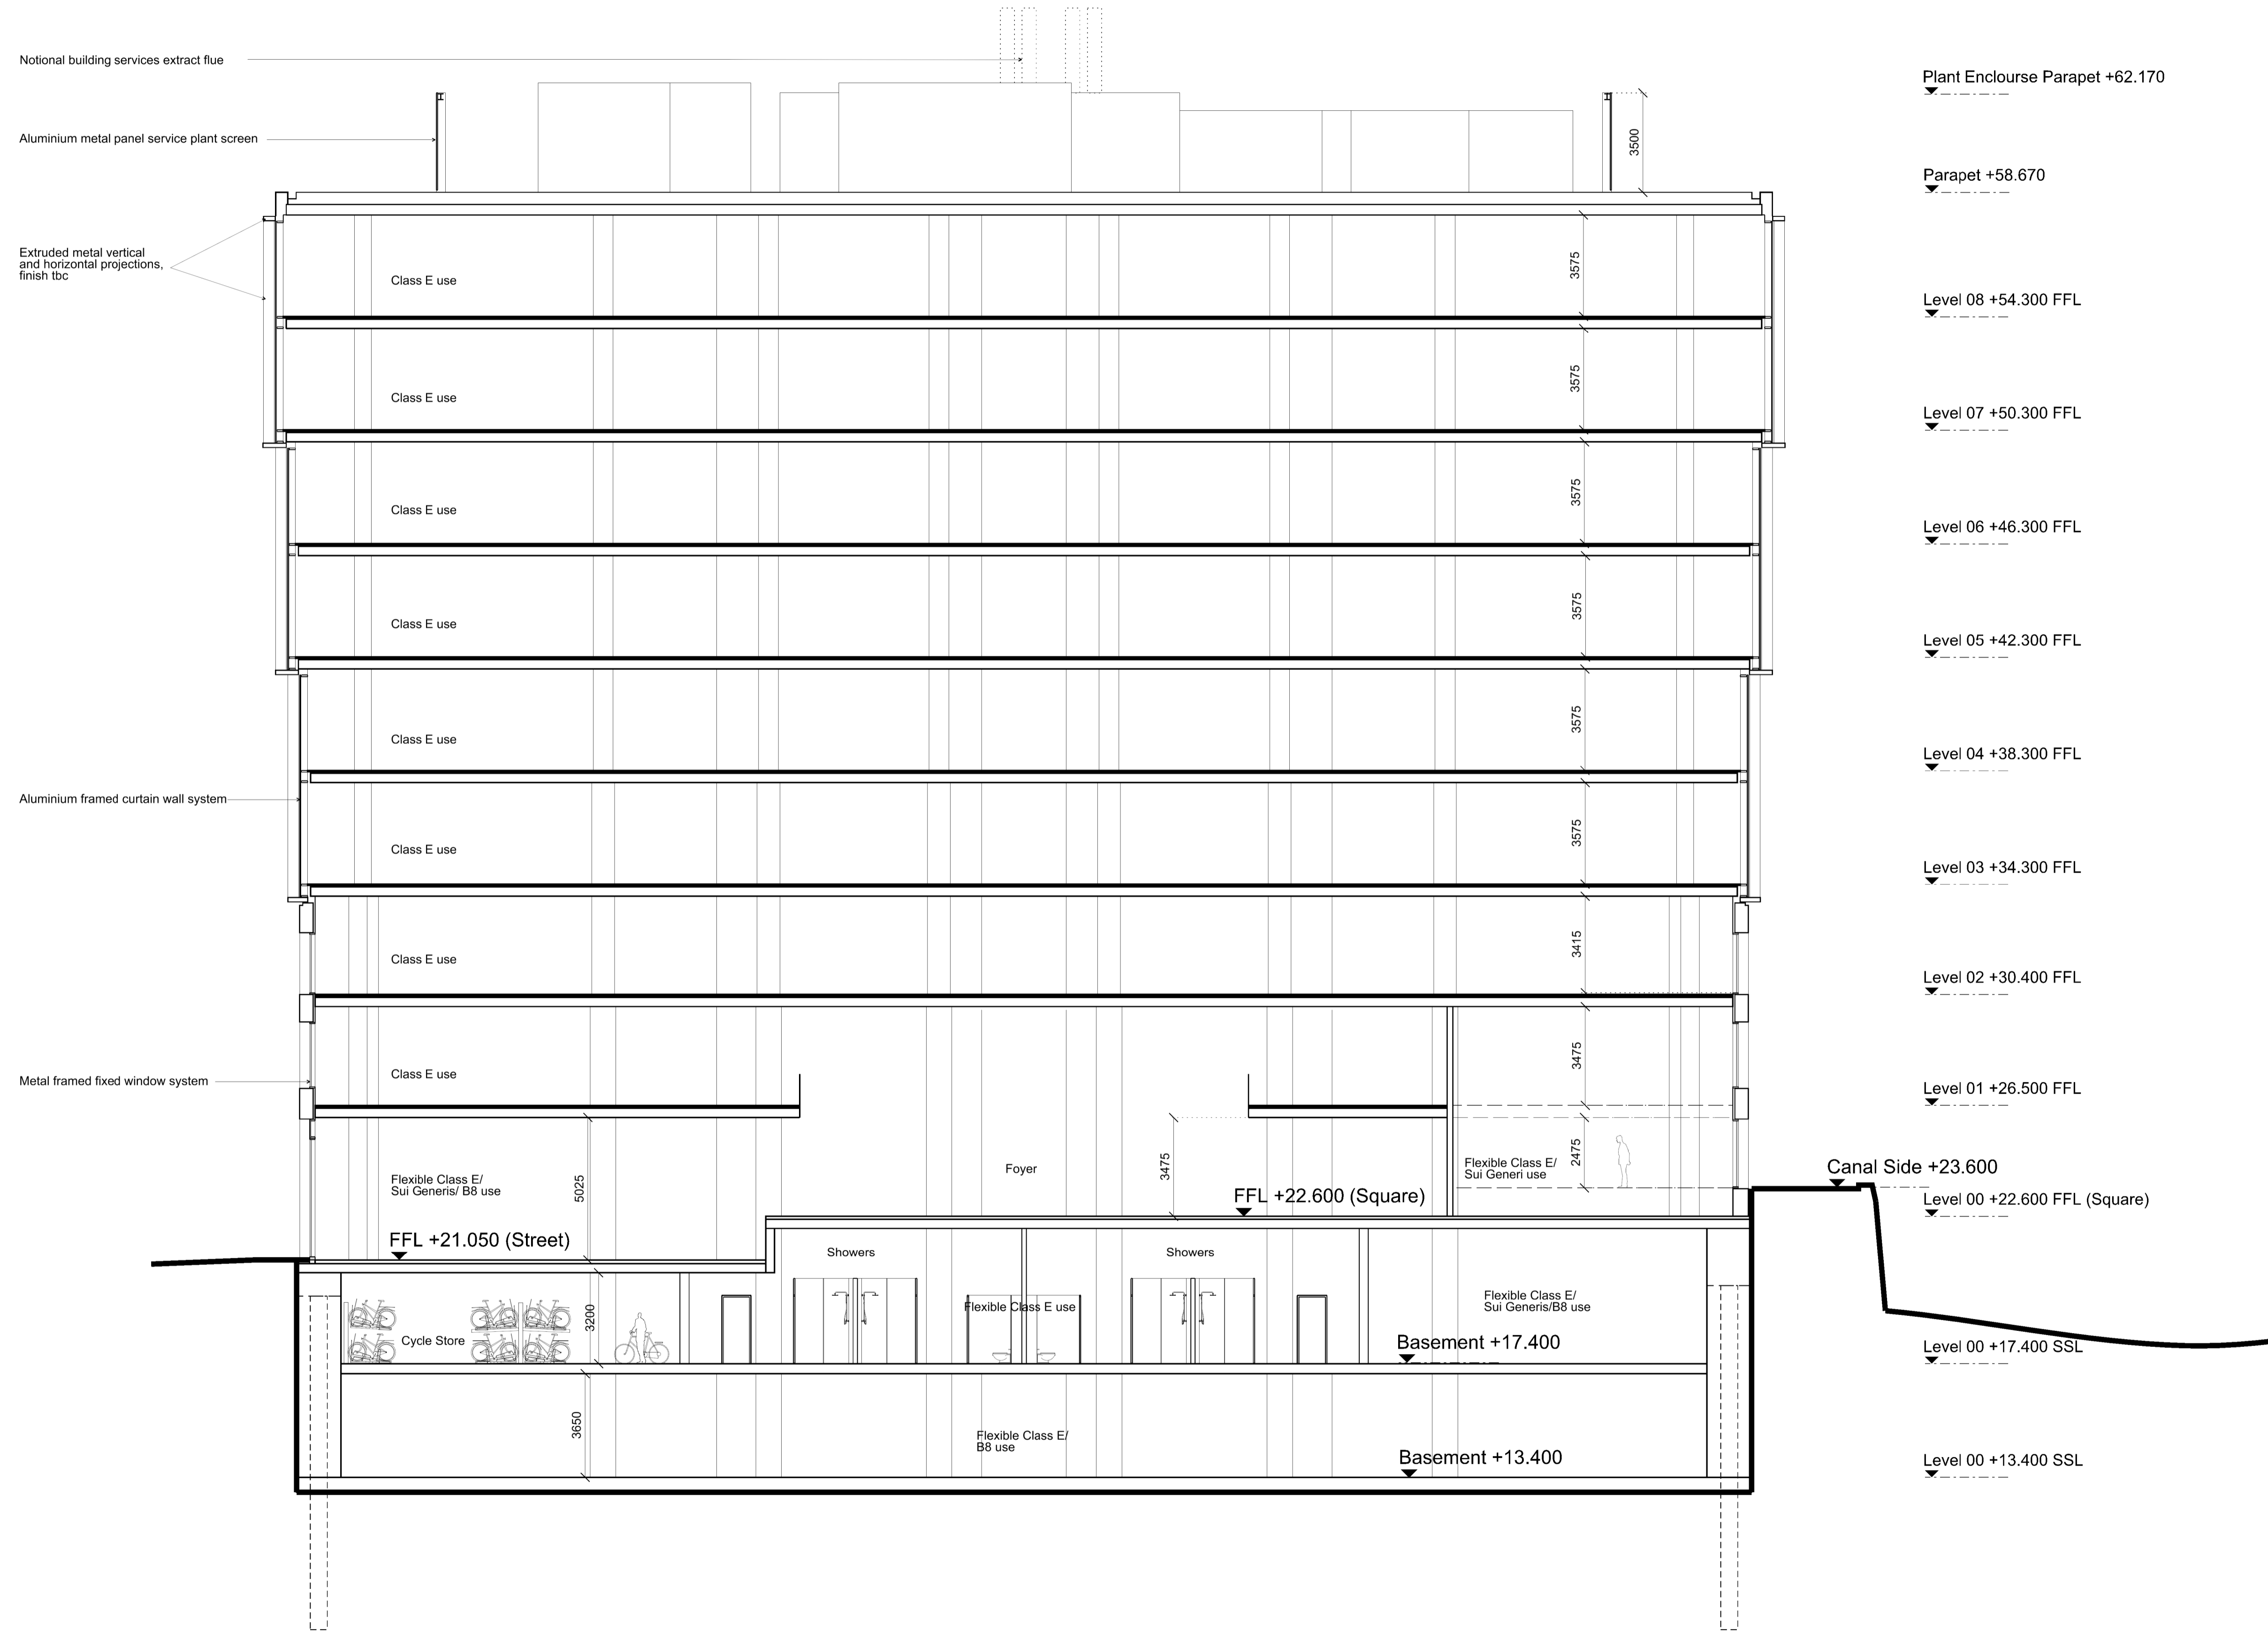 Notional building services extract flue
Plant Enclourse Parapet +62.170
Aluminium metal panel service plant screen
3500
Parapet +58.670
Extruded metal vertical
and horizontal projections,
finish tbc
Class E use
3575
Level 08 +54.300 FFL
Class E use
3575
Level 07 +50.300 FFL
Class E use
3575
Level 06 +46.300 FFL
Class E use
3575
Level 05 +42.300 FFL
Class E use
3575
Level 04 +38.300 FFL
Aluminium framed curtain wall system
Class E use
3575
Level 03 +34.300 FFL
Class E use
3415
Level 02 +30.400 FFL
Metal framed fixed window system
Class E use
3475
Level 01 +26.500 FFL
Flexible Class E/
Sui Generis/ B8 use
5025
Foyer
3475
Flexible Class E/
Sui Generi use
2475
Canal Side +23.600
FFL +22.600 (Square)
Level 00 +22.600 FFL (Square)
FFL +21.050 (Street)
Showers
Showers
Flexible Class E use
Flexible Class E/
Sui Generis/B8 use
Cycle Store
3200
Basement +17.400
Level 00 +17.400 SSL
3650
Flexible Class E/
B8 use
Basement +13.400
Level 00 +13.400 SSL